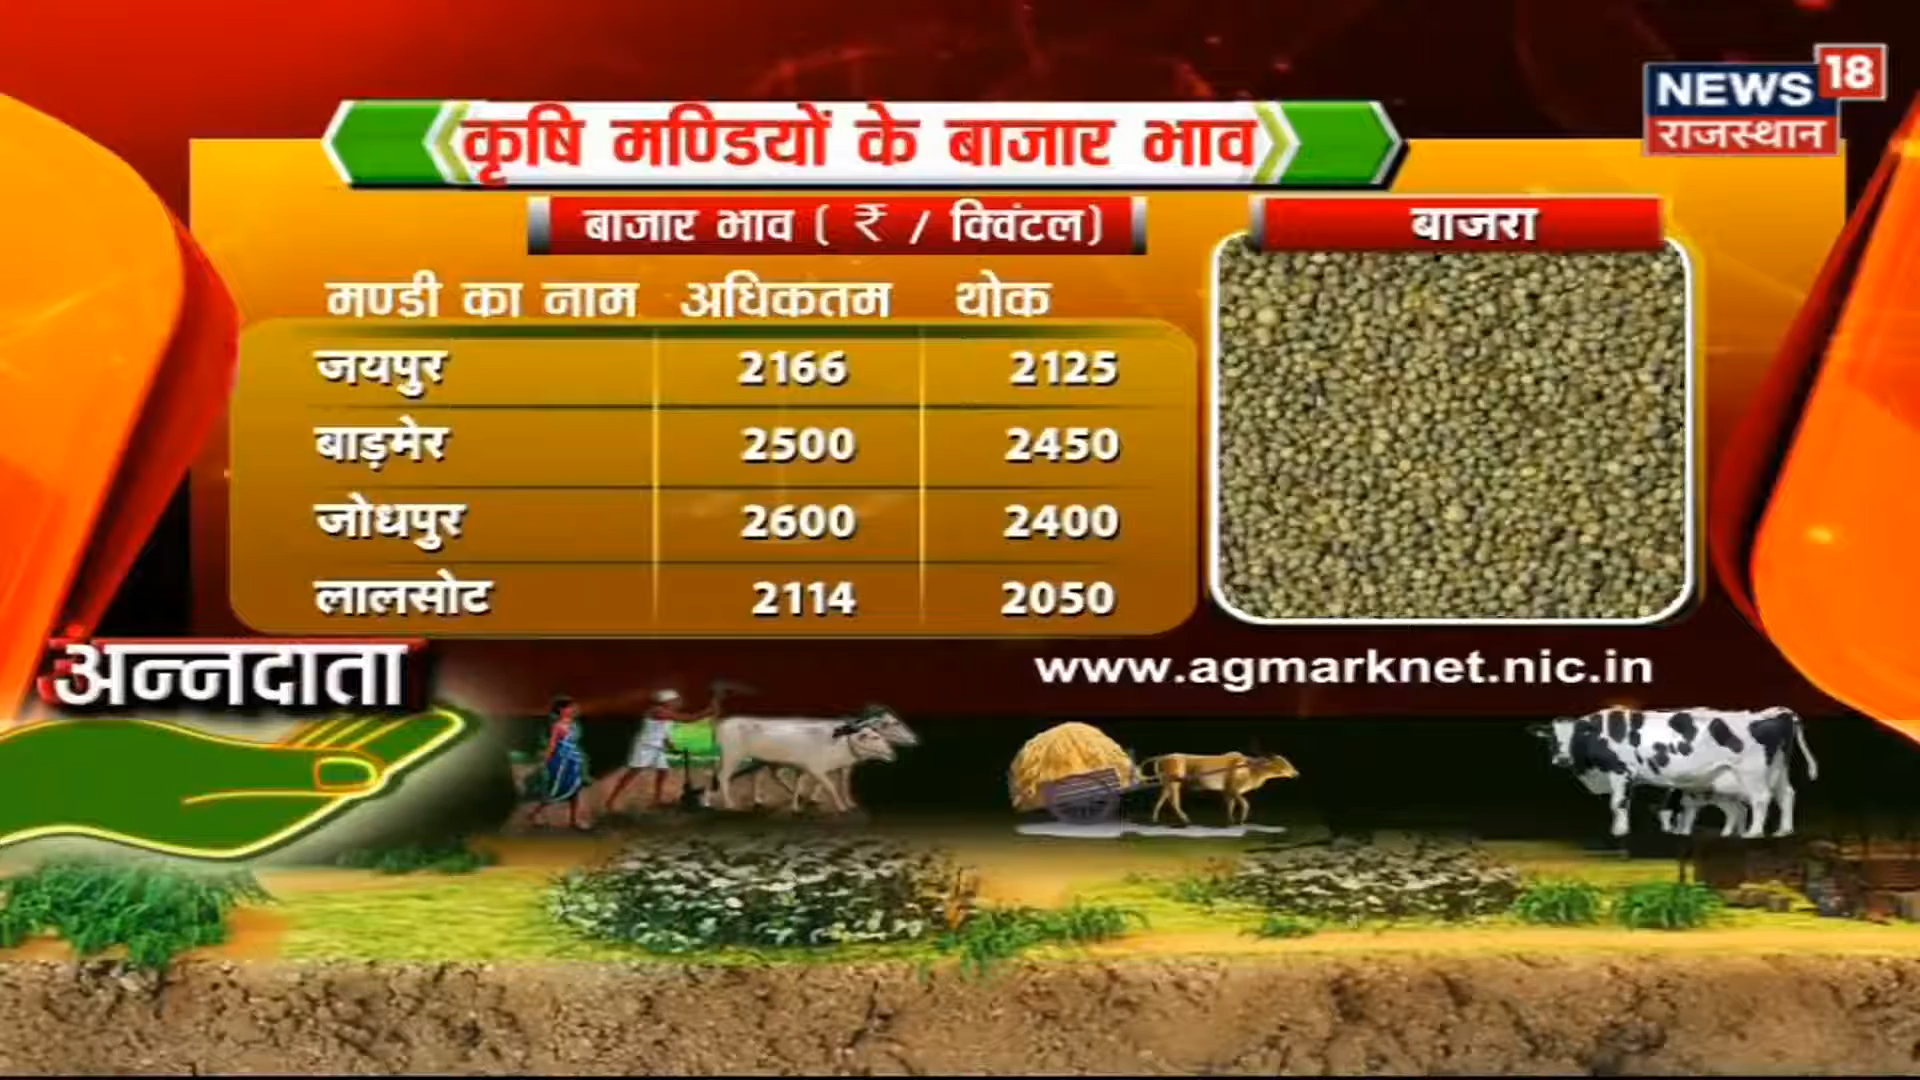 NEWS 18
राजस्थान
कृषि मण्डियों के बाजार भाव
बाजार भाव ( ₹ / क्विंटल)
बाजरा
मण्डी का नाम अधिकतम थोक
जयपुर 2166 2125
बाड़मेर 2500 2450
जोधपुर 2600 2400
लालसोट 2114 2050
अन्नदाता
www.agmarknet.nic.in